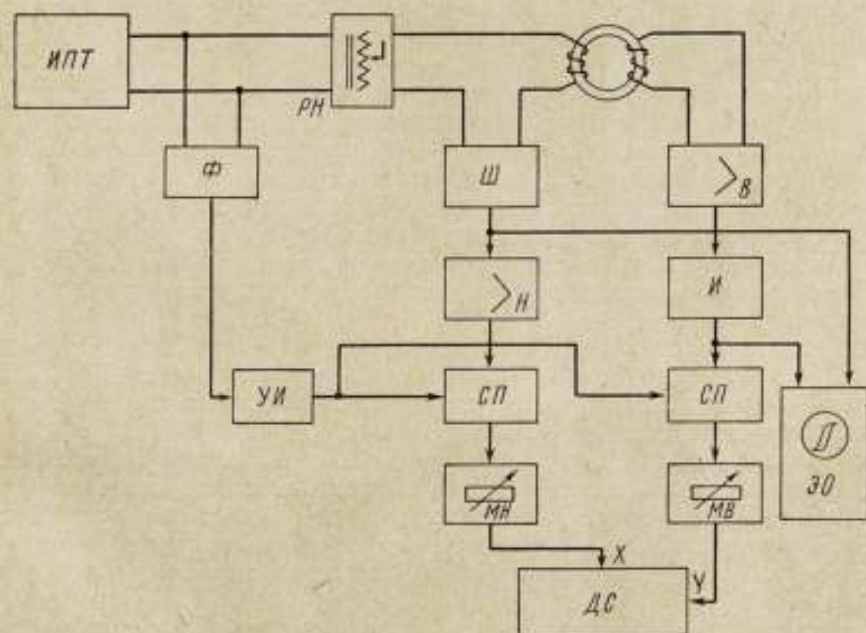 ИПТ
РН
Ф
Ш
В
Н
И
УИ
СП
СП
ЭО
МН
МВ
X
Y
ДС